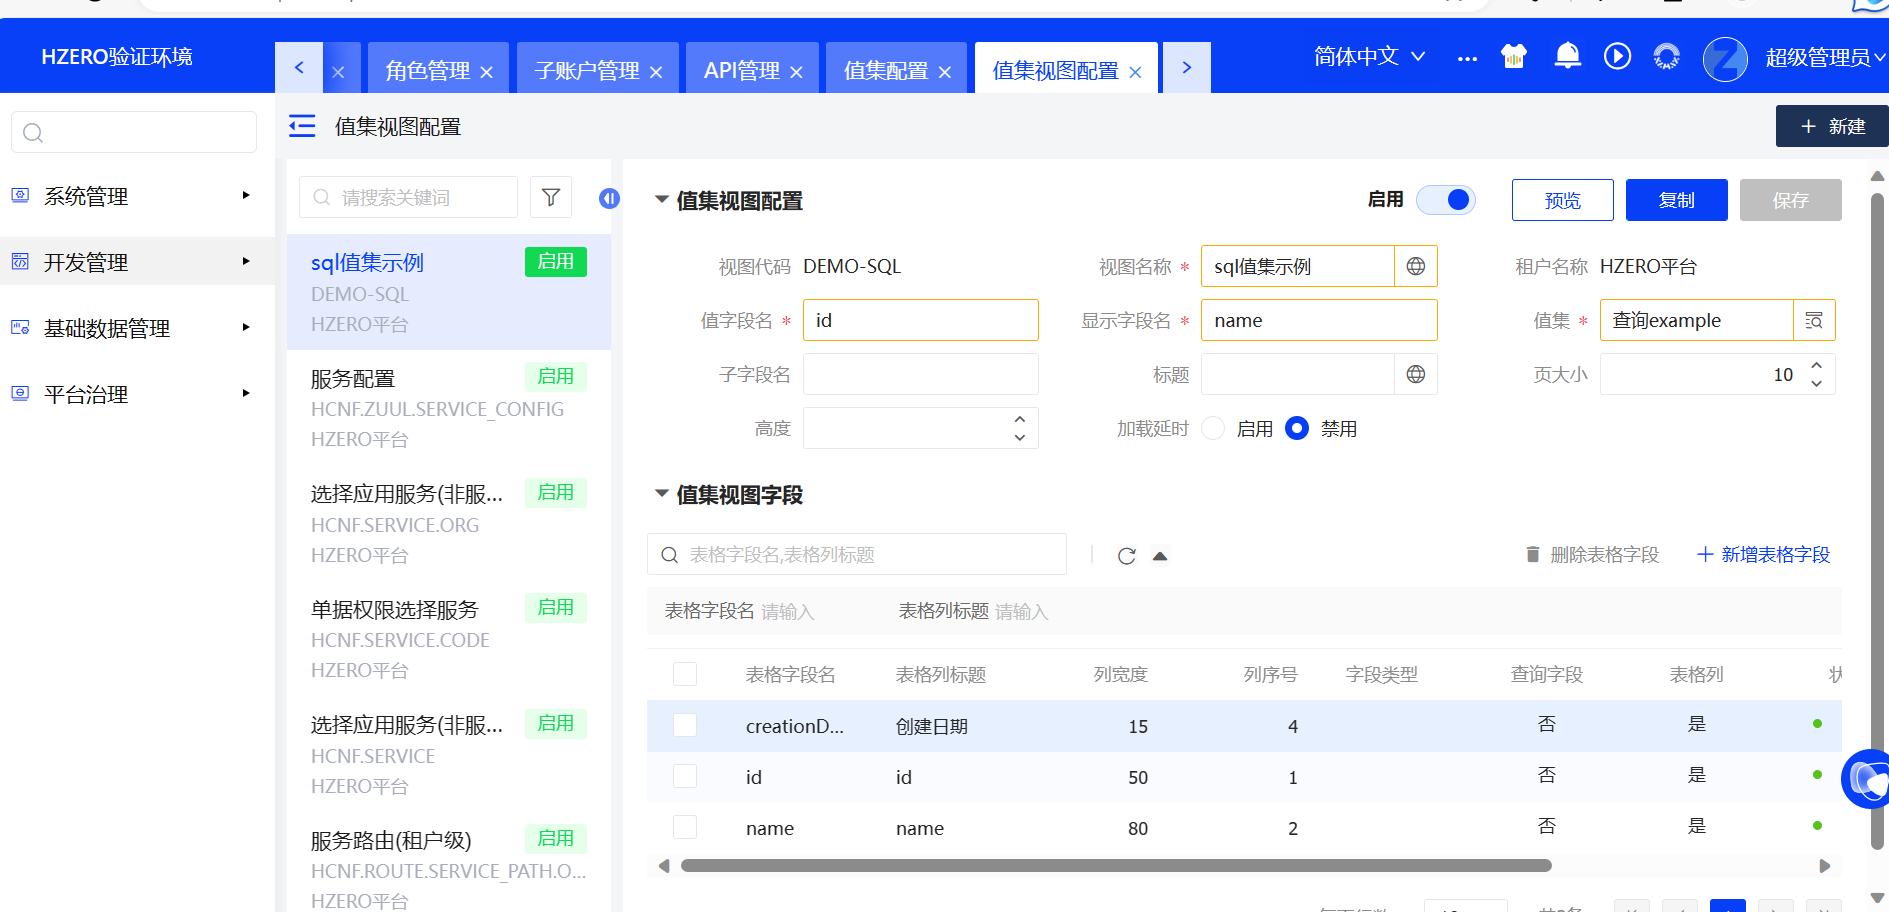 HZERO验证环境
角色管理
子账户管理
API管理
值集配置
值集视图配置
简体中文
超级管理员
值集视图配置
新建
系统管理
开发管理
基础数据管理
平台治理
请搜索关键词
sql值集示例 启用
DEMO-SQL
HZERO平台
服务配置 启用
HCNF.ZUUL.SERVICE_CONFIG
HZERO平台
选择应用服务(非服... 启用
HCNF.SERVICE.ORG
HZERO平台
单据权限选择服务 启用
HCNF.SERVICE.CODE
HZERO平台
选择应用服务(非服... 启用
HCNF.SERVICE
HZERO平台
服务路由(租户级) 启用
HCNF.ROUTE.SERVICE_PATH.O...
HZERO平台
值集视图配置 启用 预览 复制 保存
视图代码 DEMO-SQL 视图名称 * sql值集示例 租户名称 HZERO平台
值字段名 * id 显示字段名 * name 值集 * 查询example
子字段名 标题 页大小 10
高度 加载延时 启用 禁用
值集视图字段
表格字段名,表格列标题 删除表格字段 新增表格字段
表格字段名 请输入 表格列标题 请输入
表格字段名 表格列标题 列宽度 列序号 字段类型 查询字段 表格列
creationD... 创建日期 15 4 否 是
id id 50 1 否 是
name name 80 2 否 是